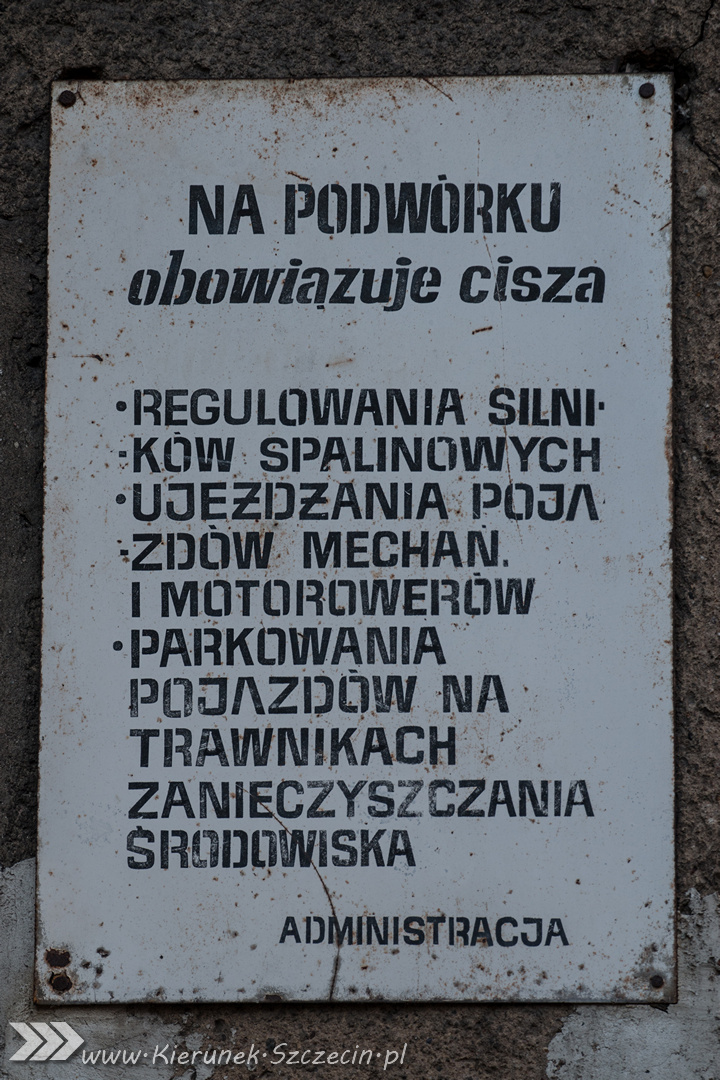 NA PODWÓRKU
obowiązuje cisza
·REGULOWANIA SILNI·
-KÓW SPALINOWYCH
·UJEŻDŻANIA POJA
-ZDÓW MECHAN.
I MOTOROWERÓW
·PARKOWANIA
POJAZDÓW NA
TRAWNIKACH
ZANIECZYSZCZANIA
ŚRODOWISKA
ADMINISTRACJA
www·Kierunek·Szczecin·pl